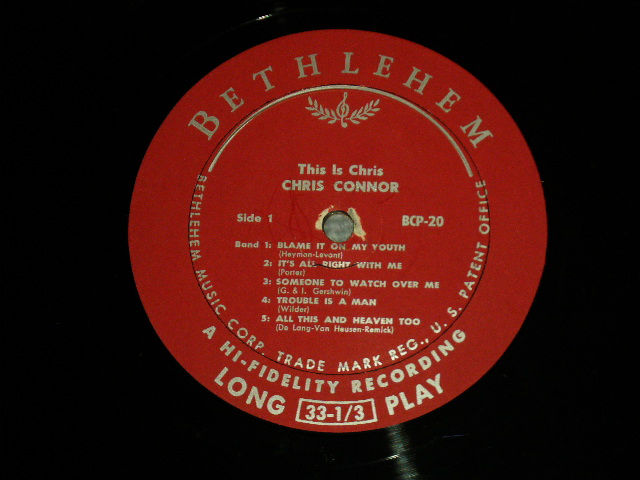 BETHLEHEM
This Is Chris
CHRIS CONNOR
Side 1
BCP-20
Band 1: BLAME IT ON MY YOUTH
(Heyman-Levant)
2: IT'S ALL RIGHT WITH ME
(Porter)
3: SOMEONE TO WATCH OVER ME
(G. & I. Gershwin)
4: TROUBLE IS A MAN
(Wilder)
5: ALL THIS AND HEAVEN TOO
(De Lang-Van Heusen-Remick)
BETHLEHEM MUSIC CORP. TRADE MARK REG., U. S. PATENT OFFICE
A HI-FIDELITY RECORDING
LONG 33-1/3 PLAY